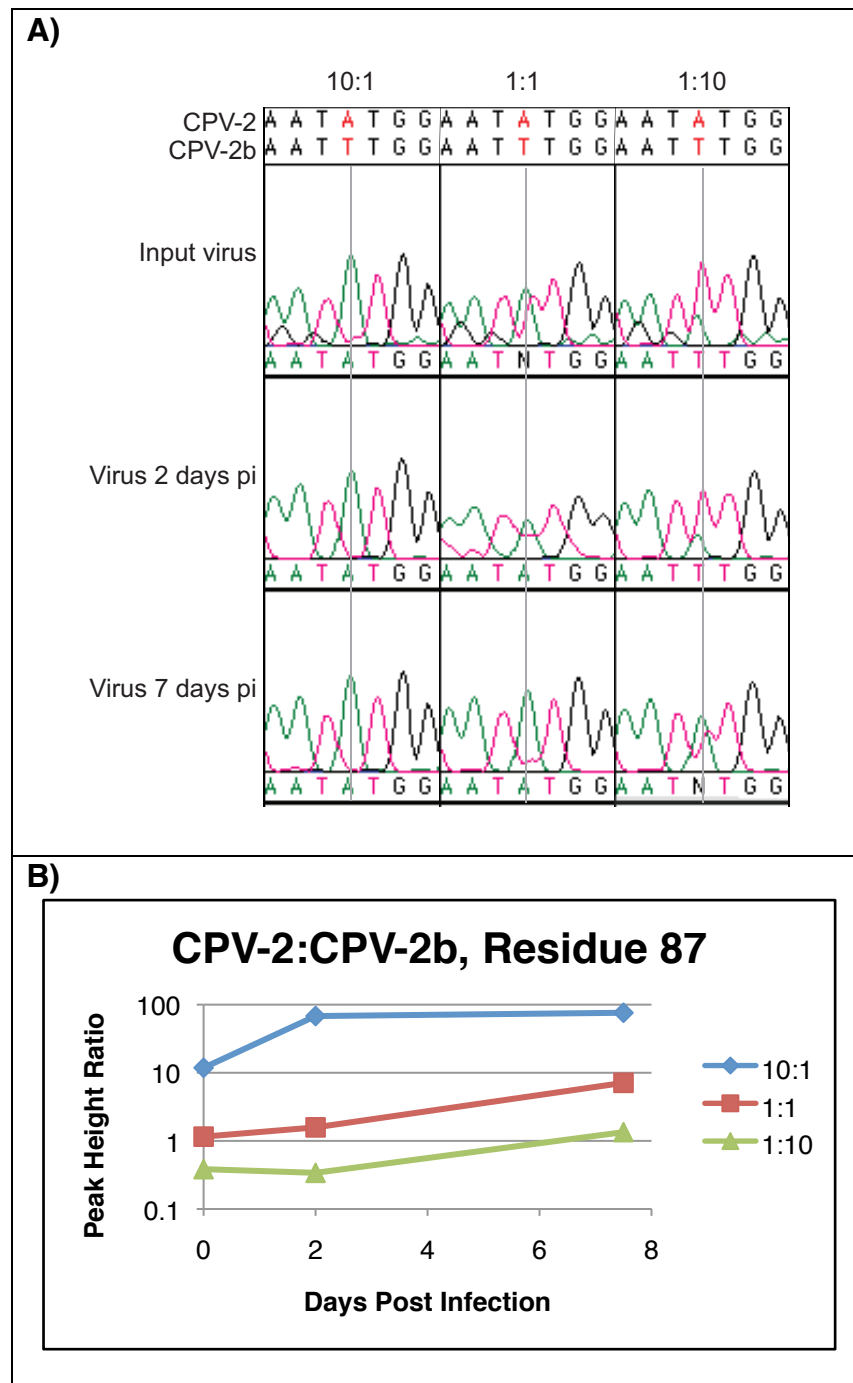 A)
10:1 1:1 1:10
CPV-2 A A T A T G G A A T A T G G A A T A T G G
CPV-2b A A T T T G G A A T T T G G A A T T T G G
Input virus
A A T A T G G A A T N T G G A A T T T G G
Virus 2 days pi
A A T A T G G A A T A T G G A A T T T G G
Virus 7 days pi
A A T A T G G A A T A T G G A A T N T G G
B)
CPV-2:CPV-2b, Residue 87
Peak Height Ratio
100
10
1
0.1
0 2 4 6 8
Days Post Infection
10:1
1:1
1:10